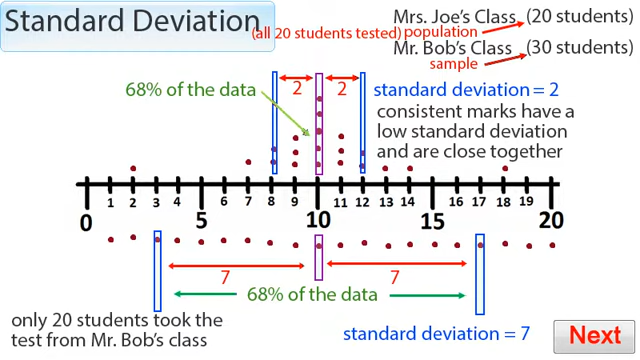 Standard Deviation
(all 20 students tested)
Mrs. Joe's Class (20 students)
population
Mr. Bob's Class (30 students)
sample
2 2
68% of the data
standard deviation = 2
consistent marks have a
low standard deviation
and are close together
0 1 2 3 4 5 6 7 8 9 10 11 12 13 14 15 16 17 18 19 20
7 7
68% of the data
only 20 students took the
test from Mr. Bob's class
standard deviation = 7
Next